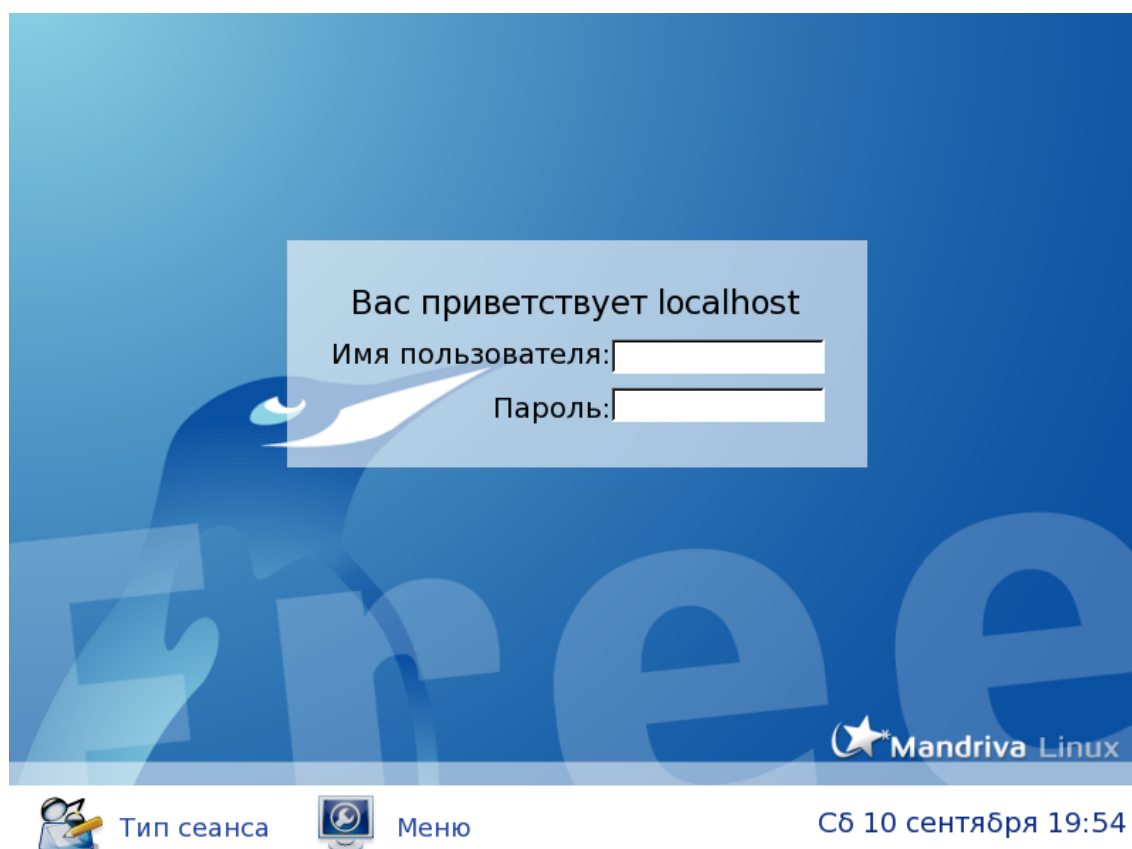 Вас приветствует localhost
Имя пользователя:
Пароль:
Free
Mandriva Linux
Тип сеанса
Меню
Сб 10 сентября 19:54